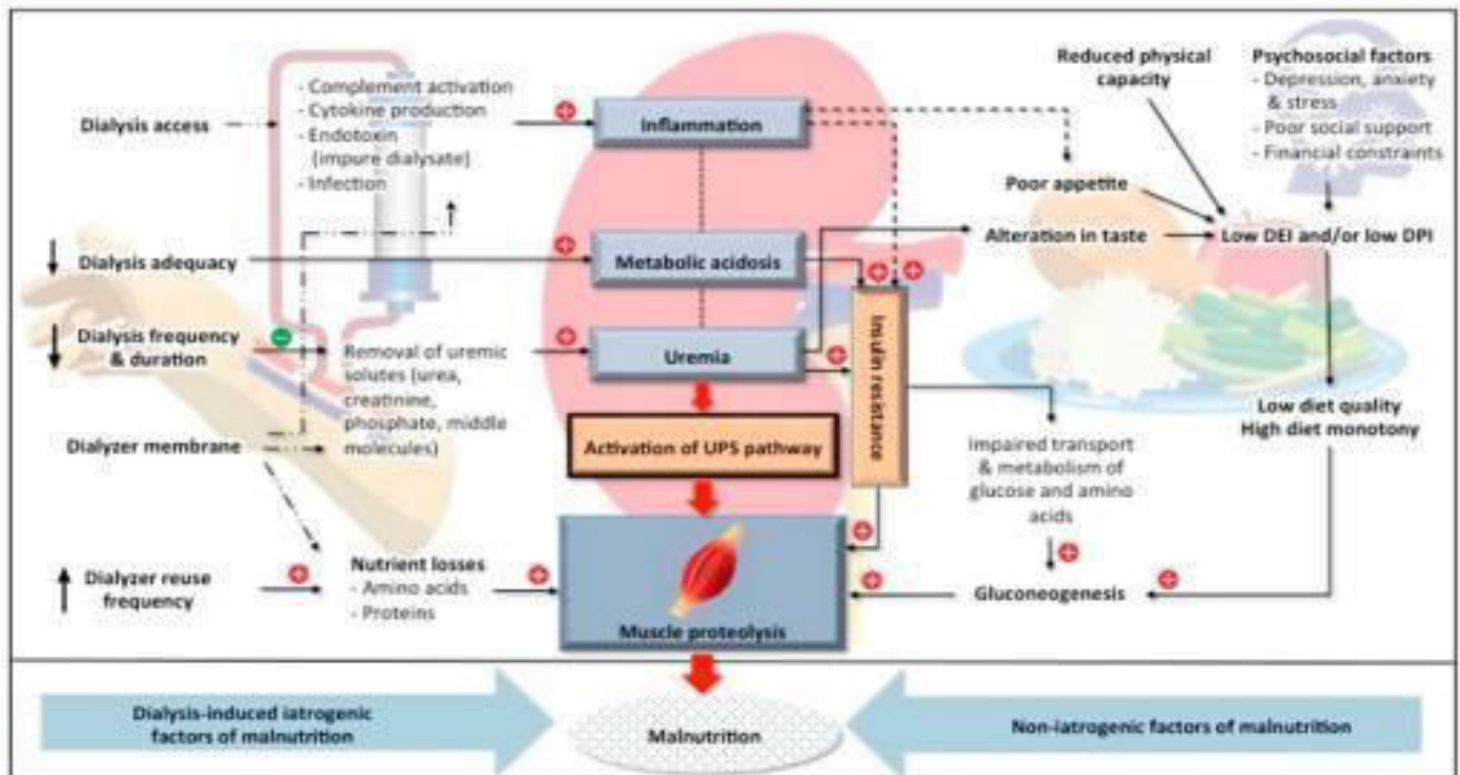 Dialysis access
- Complement activation
- Cytokine production
- Endotoxin
(impure dialysate)
- Infection
Inflammation
Reduced physical
capacity
Psychosocial factors
- Depression, anxiety
& stress
- Poor social support
- Financial constraints
Poor appetite
Dialysis adequacy
Metabolic acidosis
Alteration in taste
Low DEI and/or low DPI
Dialysis frequency
& duration
Removal of uremic
solutes (urea,
creatinine,
phosphate, middle
molecules)
Uremia
Insulin resistance
Low diet quality
High diet monotony
Dialyzer membrane
Activation of UPS pathway
Impaired transport
& metabolism of
glucose and amino
acids
Dialyzer reuse
frequency
Nutrient losses
- Amino acids
- Proteins
Muscle proteolysis
Gluconeogenesis
Dialysis-induced iatrogenic
factors of malnutrition
Malnutrition
Non-iatrogenic factors of malnutrition